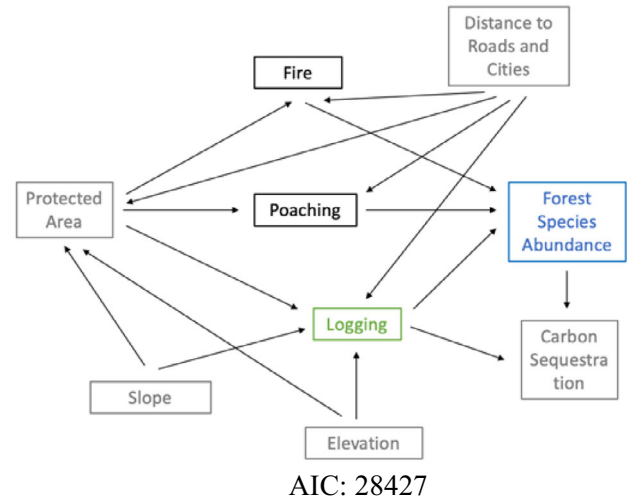 Distance to
Roads and
Cities
Fire
Protected
Area
Poaching
Forest
Species
Abundance
Logging
Carbon
Sequestra
tion
Slope
Elevation
AIC: 28427